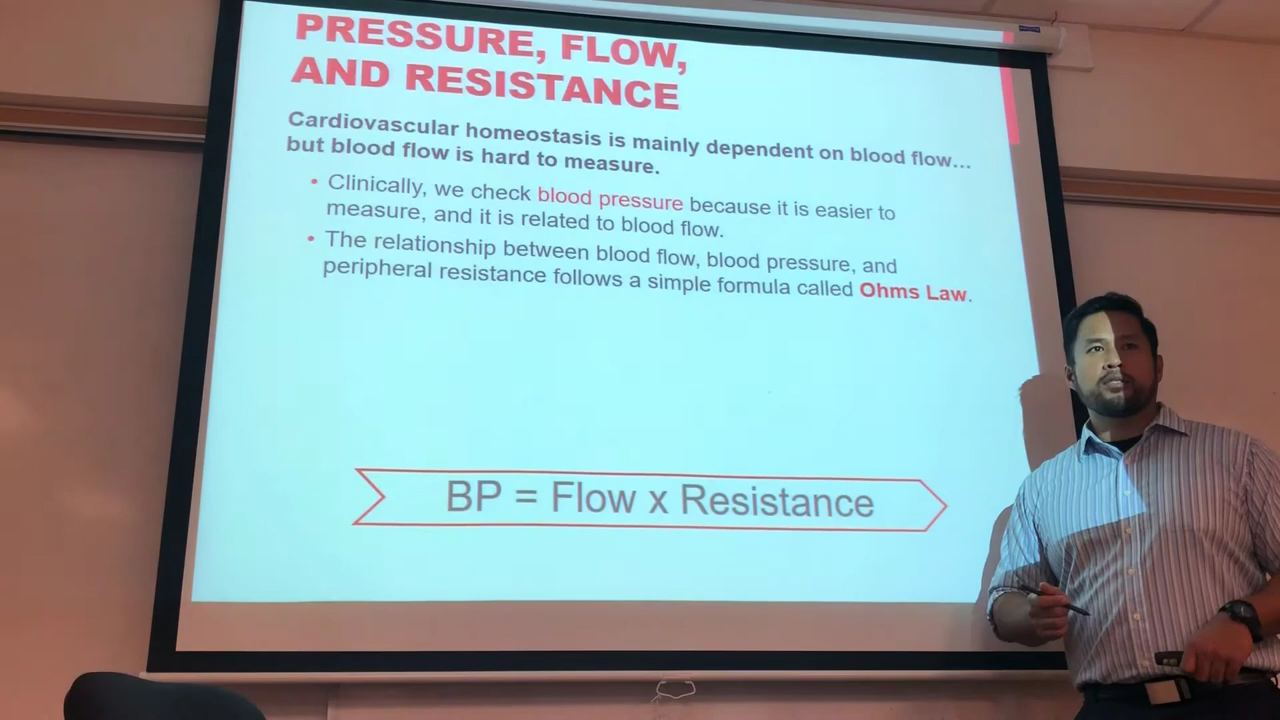 PRESSURE, FLOW,
AND RESISTANCE
Cardiovascular homeostasis is mainly dependent on blood flow...
but blood flow is hard to measure.
• Clinically, we check blood pressure because it is easier to
measure, and it is related to blood flow.
• The relationship between blood flow, blood pressure, and
peripheral resistance follows a simple formula called Ohms Law.
BP = Flow x Resistance